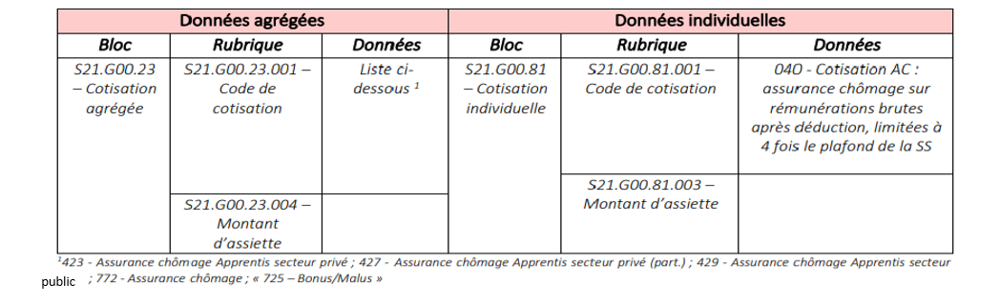 Données agrégées
Données individuelles
Bloc
Rubrique
Données
Bloc
Rubrique
Données
S21.G00.23
– Cotisation
agrégée
S21.G00.23.001 –
Code de
cotisation
Liste ci-
dessous ¹
S21.G00.81
– Cotisation
individuelle
S21.G00.81.001 –
Code de cotisation
040 - Cotisation AC :
assurance chômage sur
rémunérations brutes
après déduction, limitées à
4 fois le plafond de la SS
S21.G00.23.004 –
Montant
d’assiette
S21.G00.81.003 –
Montant d’assiette
¹423 - Assurance chômage Apprentis secteur privé ; 427 - Assurance chômage Apprentis secteur privé (part.) ; 429 - Assurance chômage Apprentis secteur
public ; 772 - Assurance chômage ; « 725 – Bonus/Malus »